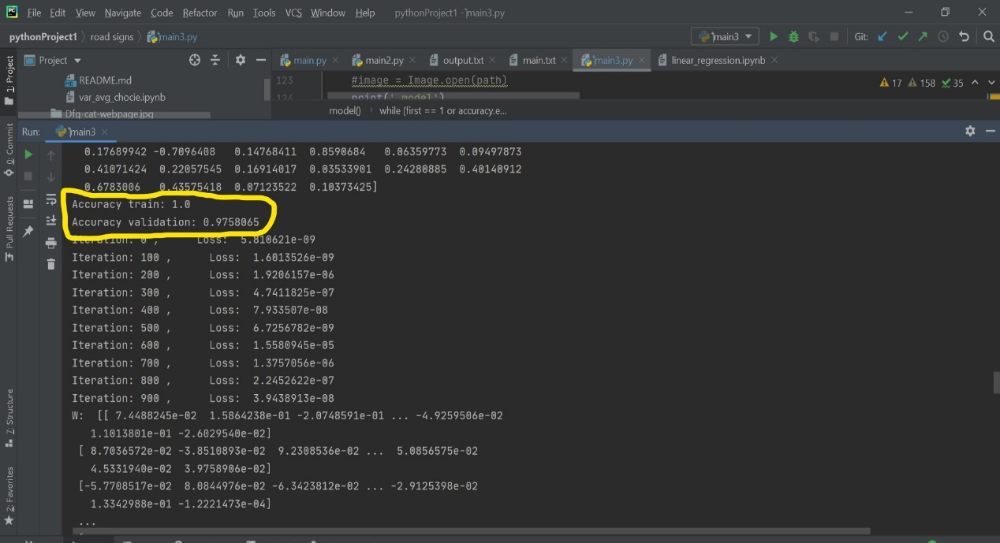 PC File Edit View Navigate Code Refactor Run Tools VCS Window Help pythonProject1 - main3.py
pythonProject1 road signs main3.py main3 Git:
1: Project
Project main.py main2.py output.txt main.txt main3.py linear_regression.ipynb
README.md
var_avg_chocie.ipynb
Dfg-cat-webpage.jpg
123 #image = Image.open(path)
124 print(' model')
17 158 35
model() while (first == 1 or accuracy.e...
0: Commit
Pull Requests
7: Structure
2: Favorites
Run: main3
0.17689942 -0.7096408 0.14768411 0.8590684 0.06359773 0.09497873
0.41071424 0.22057545 0.16914017 0.03533901 0.24280885 0.40140912
0.6783006 0.43575418 0.07123522 0.10373425]
Accuracy train: 1.0
Accuracy validation: 0.9758065
Iteration: 0 , Loss: 5.810621e-09
Iteration: 100 , Loss: 1.6013526e-09
Iteration: 200 , Loss: 1.9206157e-06
Iteration: 300 , Loss: 4.7411825e-07
Iteration: 400 , Loss: 7.933507e-08
Iteration: 500 , Loss: 6.7256782e-09
Iteration: 600 , Loss: 1.5580945e-05
Iteration: 700 , Loss: 1.3757056e-06
Iteration: 800 , Loss: 2.2452622e-07
Iteration: 900 , Loss: 3.9438913e-08
W: [[ 7.4488245e-02 1.5864238e-01 -2.0748591e-01 ... -4.9259506e-02
1.1013801e-01 -2.6029540e-02]
[ 8.7036572e-02 -3.8510893e-02 9.2308536e-02 ... 5.0856575e-02
4.5331940e-02 3.9758906e-02]
[-5.7708517e-02 8.0844976e-02 -6.3423812e-02 ... -2.9125398e-02
1.3342988e-01 -1.2221473e-04]
...